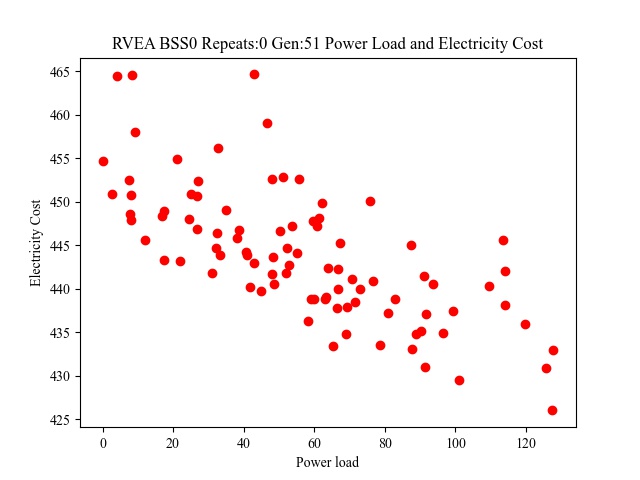 RVEA BSS0 Repeats:0 Gen:51 Power Load and Electricity Cost
465
460
455
450
445
440
435
430
425
Electricity Cost
0 20 40 60 80 100 120
Power load